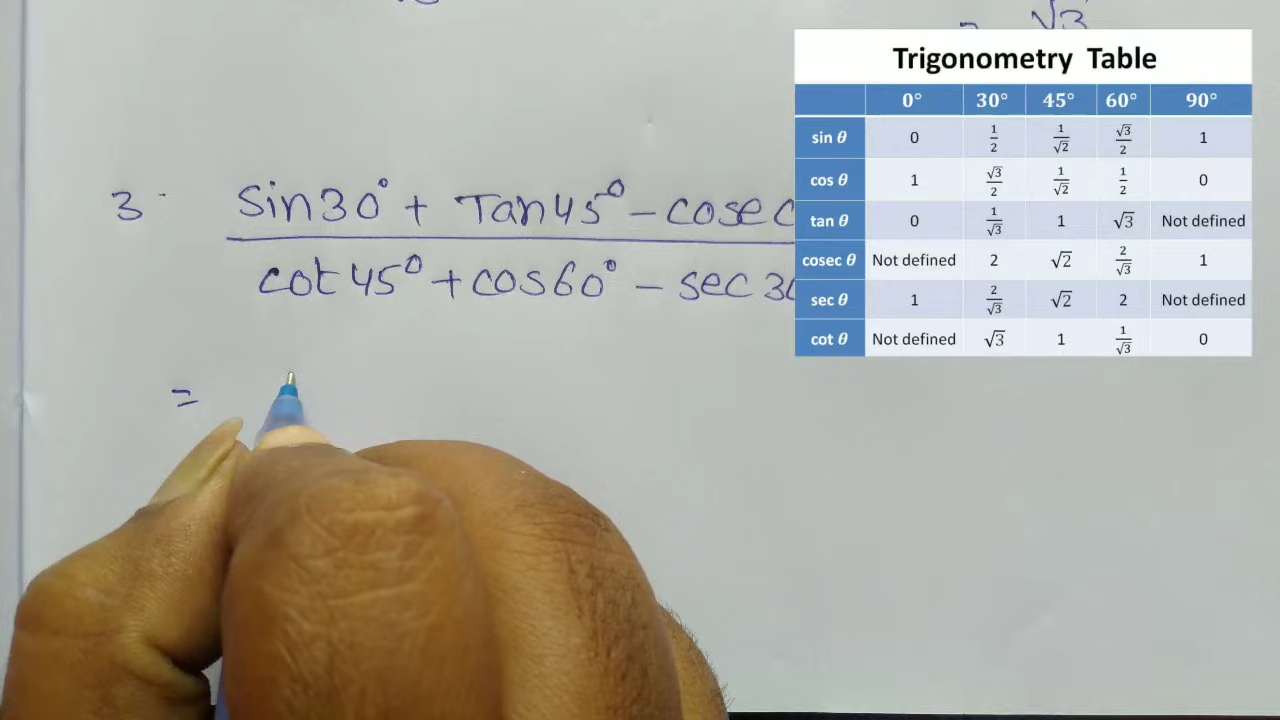 √3
Trigonometry Table
0° 30° 45° 60° 90°
sin θ 0 1/2 1/√2 √3/2 1
cos θ 1 √3/2 1/√2 1/2 0
tan θ 0 1/√3 1 √3 Not defined
cosec θ Not defined 2 √2 2/√3 1
sec θ 1 2/√3 √2 2 Not defined
cot θ Not defined √3 1 1/√3 0
3. Sin30° + Tan45° - cosec
cot45° + cos60° - sec 30
=